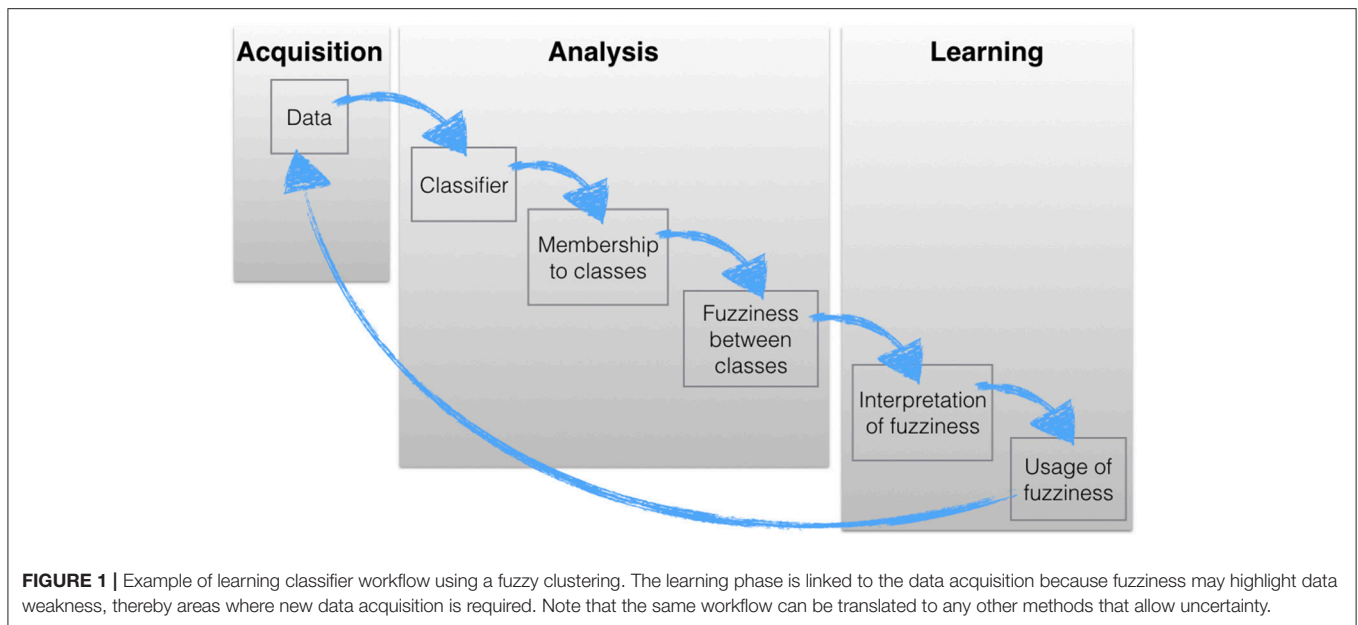 Acquisition
Data
Analysis
Classifier
Membership
to classes
Fuzziness
between
classes
Learning
Interpretation
of fuzziness
Usage of
fuzziness
FIGURE 1 | Example of learning classifier workflow using a fuzzy clustering. The learning phase is linked to the data acquisition because fuzziness may highlight data
weakness, thereby areas where new data acquisition is required. Note that the same workflow can be translated to any other methods that allow uncertainty.